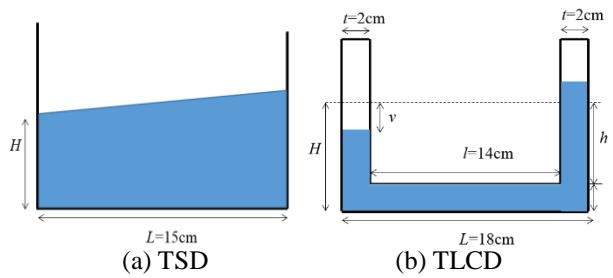 t=2cm
t=2cm
H
H
v
h
l=14cm
L=15cm
L=18cm
(a) TSD
(b) TLCD